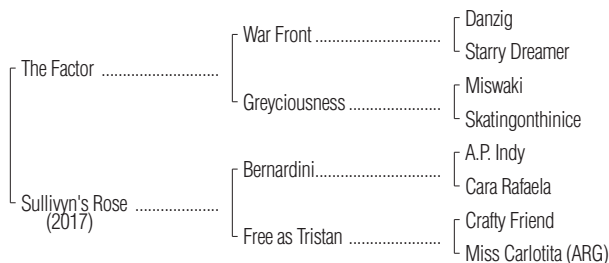 Danzig
War Front
Starry Dreamer
The Factor
Miswaki
Greyciousness
Skatingonthinice
A.P. Indy
Bernardini
Cara Rafaela
Sullivyn's Rose
(2017)
Crafty Friend
Free as Tristan
Miss Carlotita (ARG)